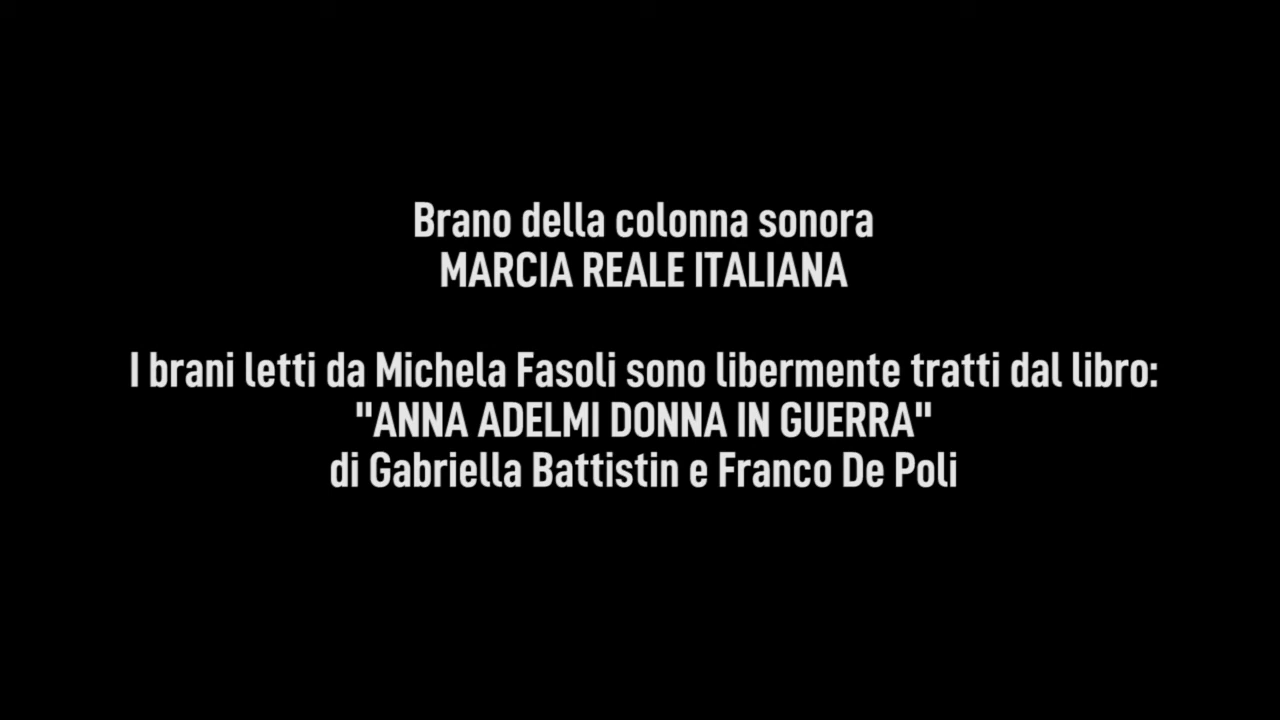 Brano della colonna sonora
MARCIA REALE ITALIANA
I brani letti da Michela Fasoli sono libermente tratti dal libro:
"ANNA ADELMI DONNA IN GUERRA"
di Gabriella Battistin e Franco De Poli